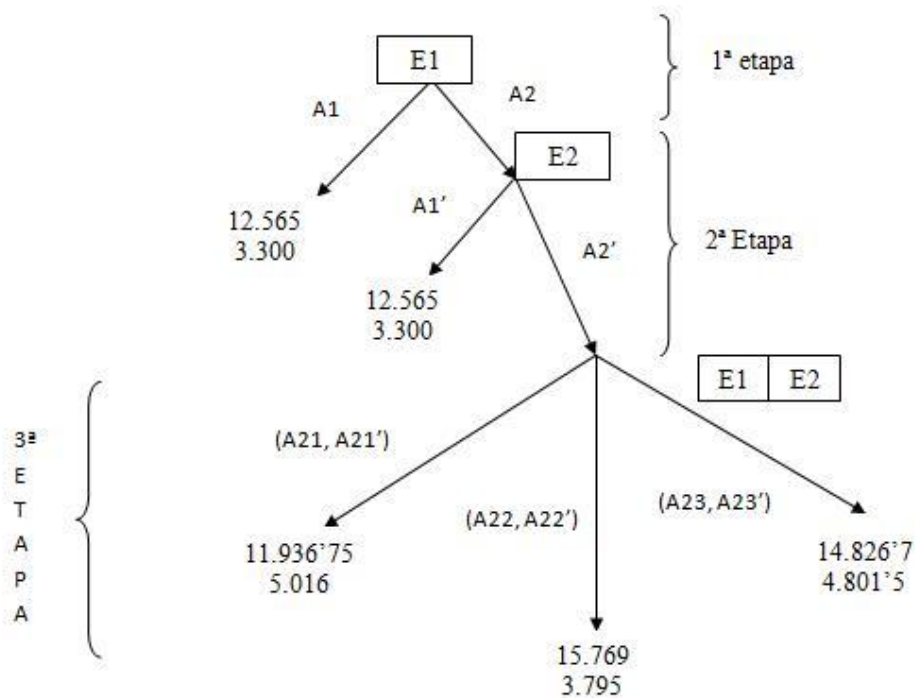 E1
1ª etapa
A1
A2
E2
12.565
3.300
A1’
A2’
2ª Etapa
12.565
3.300
E1 E2
3ª
E
T
A
P
A
(A21, A21’)
(A22, A22’)
(A23, A23’)
11.936’75
5.016
14.826’7
4.801’5
15.769
3.795